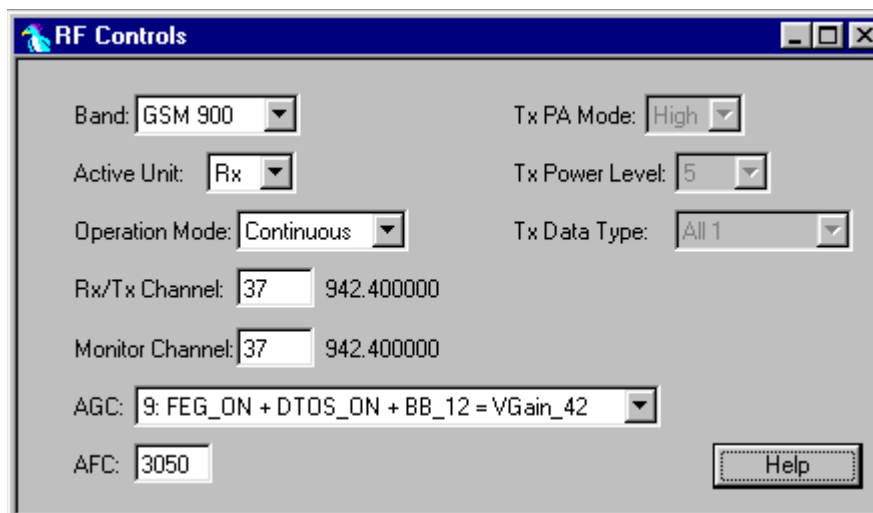 RF Controls
Band: GSM 900
Tx PA Mode: High
Active Unit: Rx
Tx Power Level: 5
Operation Mode: Continuous
Tx Data Type: All 1
Rx/Tx Channel: 37 942.400000
Monitor Channel: 37 942.400000
AGC: 9: FEG_ON + DTOS_ON + BB_12 = VGain_42
AFC: 3050
Help